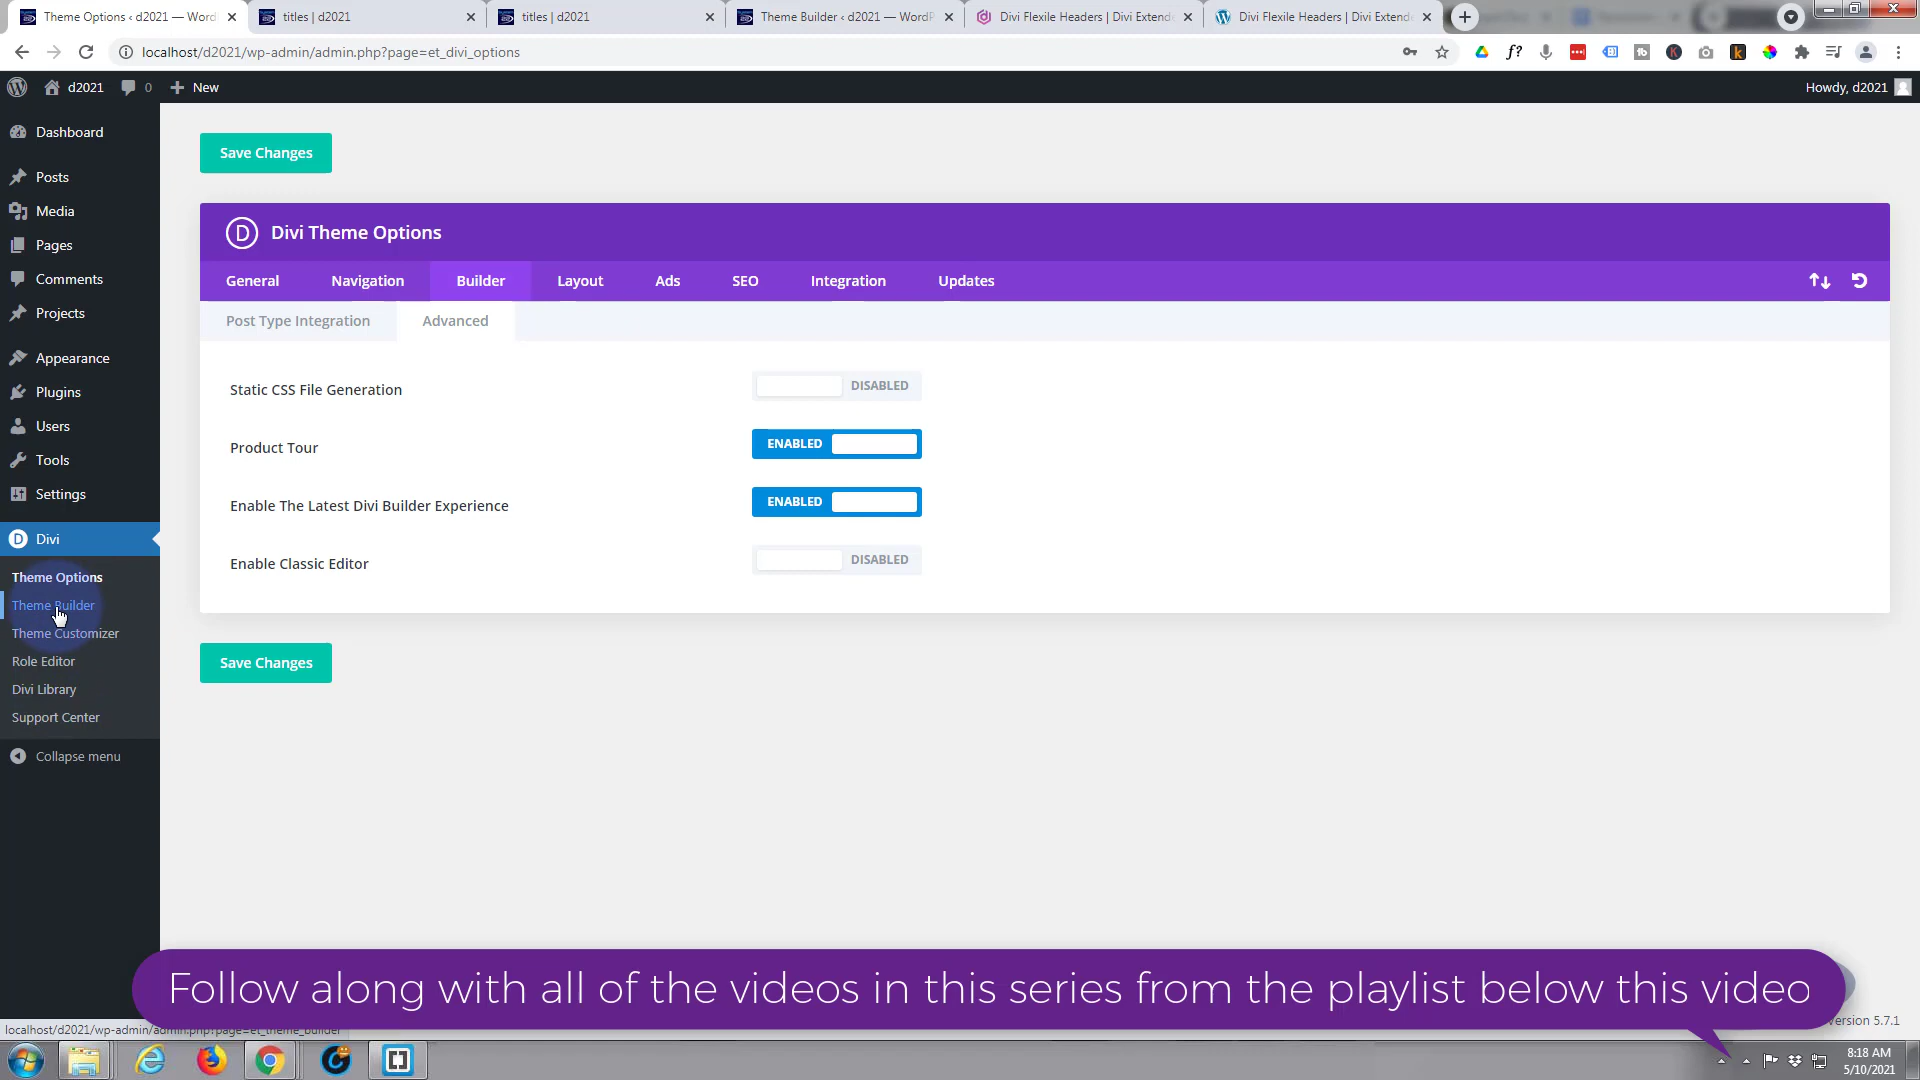 Theme Options ‹ d2021 — Word
titles | d2021
titles | d2021
Theme Builder ‹ d2021 — WordP
Divi Flexile Headers | Divi Extende
Divi Flexile Headers | Divi Extende
localhost/d2021/wp-admin/admin.php?page=et_divi_options
d2021
0
New
Howdy, d2021
Dashboard
Posts
Media
Pages
Comments
Projects
Appearance
Plugins
Users
Tools
Settings
Divi
Theme Options
Theme Builder
Theme Customizer
Role Editor
Divi Library
Support Center
Collapse menu
Save Changes
Divi Theme Options
General
Navigation
Builder
Layout
Ads
SEO
Integration
Updates
Post Type Integration
Advanced
Static CSS File Generation
DISABLED
Product Tour
ENABLED
Enable The Latest Divi Builder Experience
ENABLED
Enable Classic Editor
DISABLED
Save Changes
Follow along with all of the videos in this series from the playlist below this video
localhost/d2021/wp-admin/admin.php?page=et_theme_builder
Version 5.7.1
8:18 AM
5/10/2021